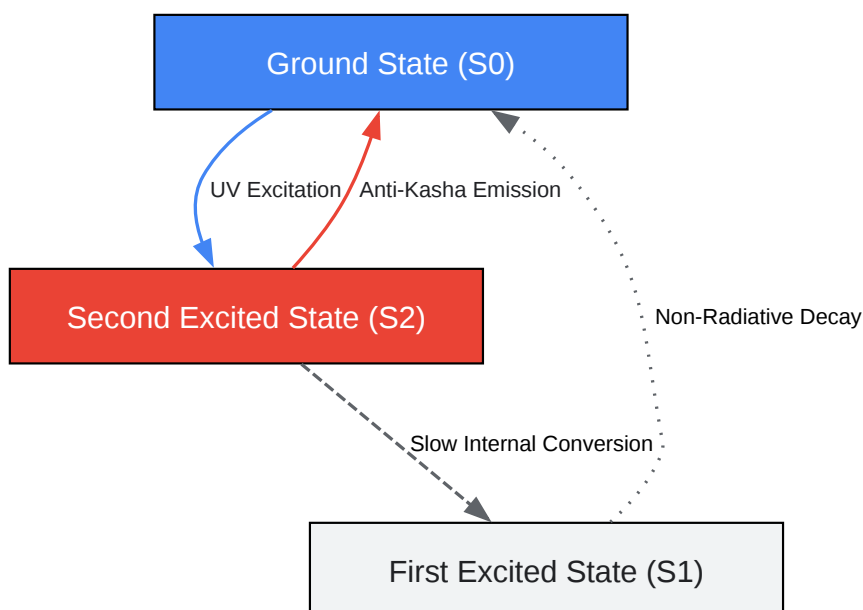 Ground State (S0)
UV Excitation
Anti-Kasha Emission
Second Excited State (S2)
Non-Radiative Decay
Slow Internal Conversion
First Excited State (S1)